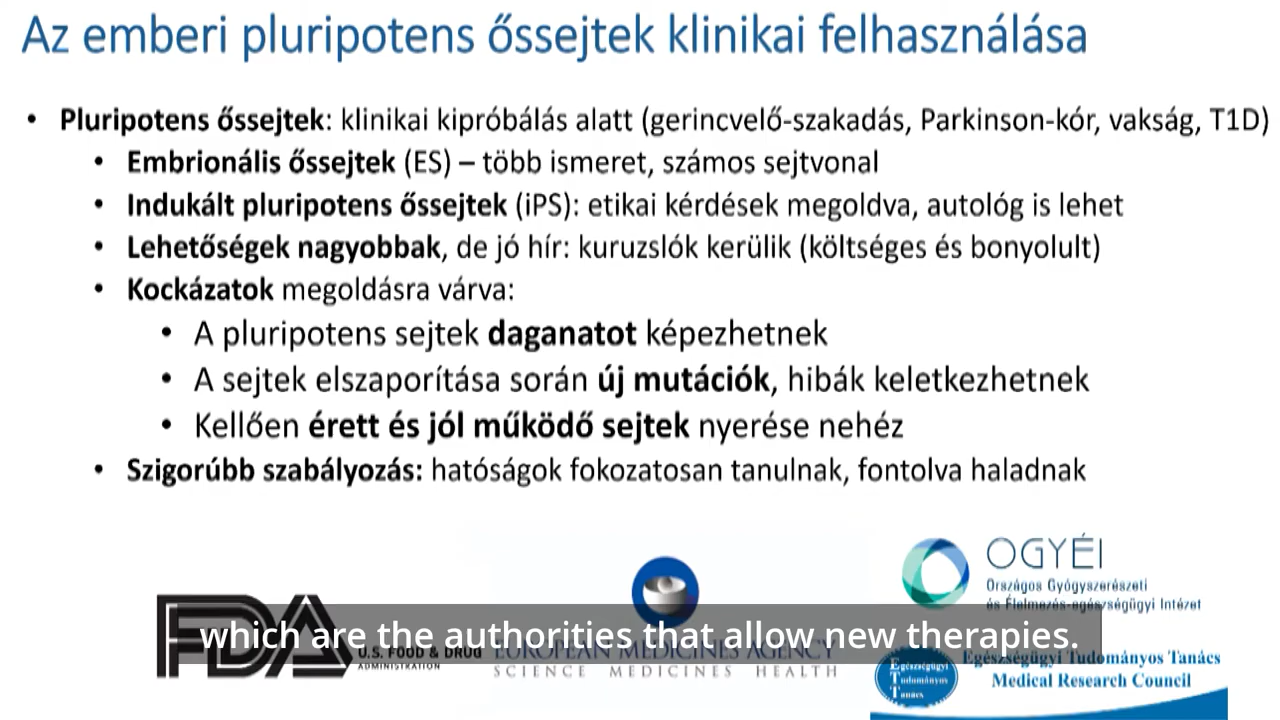 Az emberi pluripotens őssejtek klinikai felhasználása
• Pluripotens őssejtek: klinikai kipróbálás alatt (gerincvelő-szakadás, Parkinson-kór, vakság, T1D)
• Embrionális őssejtek (ES) – több ismeret, számos sejtvonal
• Indukált pluripotens őssejtek (iPS): etikai kérdések megoldva, autológ is lehet
• Lehetőségek nagyobbak, de jó hír: kuruzslók kerülik (költséges és bonyolult)
• Kockázatok megoldásra várva:
• A pluripotens sejtek daganatot képezhetnek
• A sejtek elszaporítása során új mutációk, hibák keletkezhetnek
• Kellően érett és jól működő sejtek nyerése nehéz
• Szigorúbb szabályozás: hatóságok fokozatosan tanulnak, fontolva haladnak
OGYÉI
Országos Gyógyszerészeti
és Élelmezés-egészségügyi Intézet
FDA
U.S. FOOD & DRUG
ADMINISTRATION
EUROPEAN MEDICINES AGENCY
SCIENCE MEDICINES HEALTH
Egészségügyi
Tudományos
Tanács
Egészségügyi Tudományos Tanács
Medical Research Council
which are the authorities that allow new therapies.